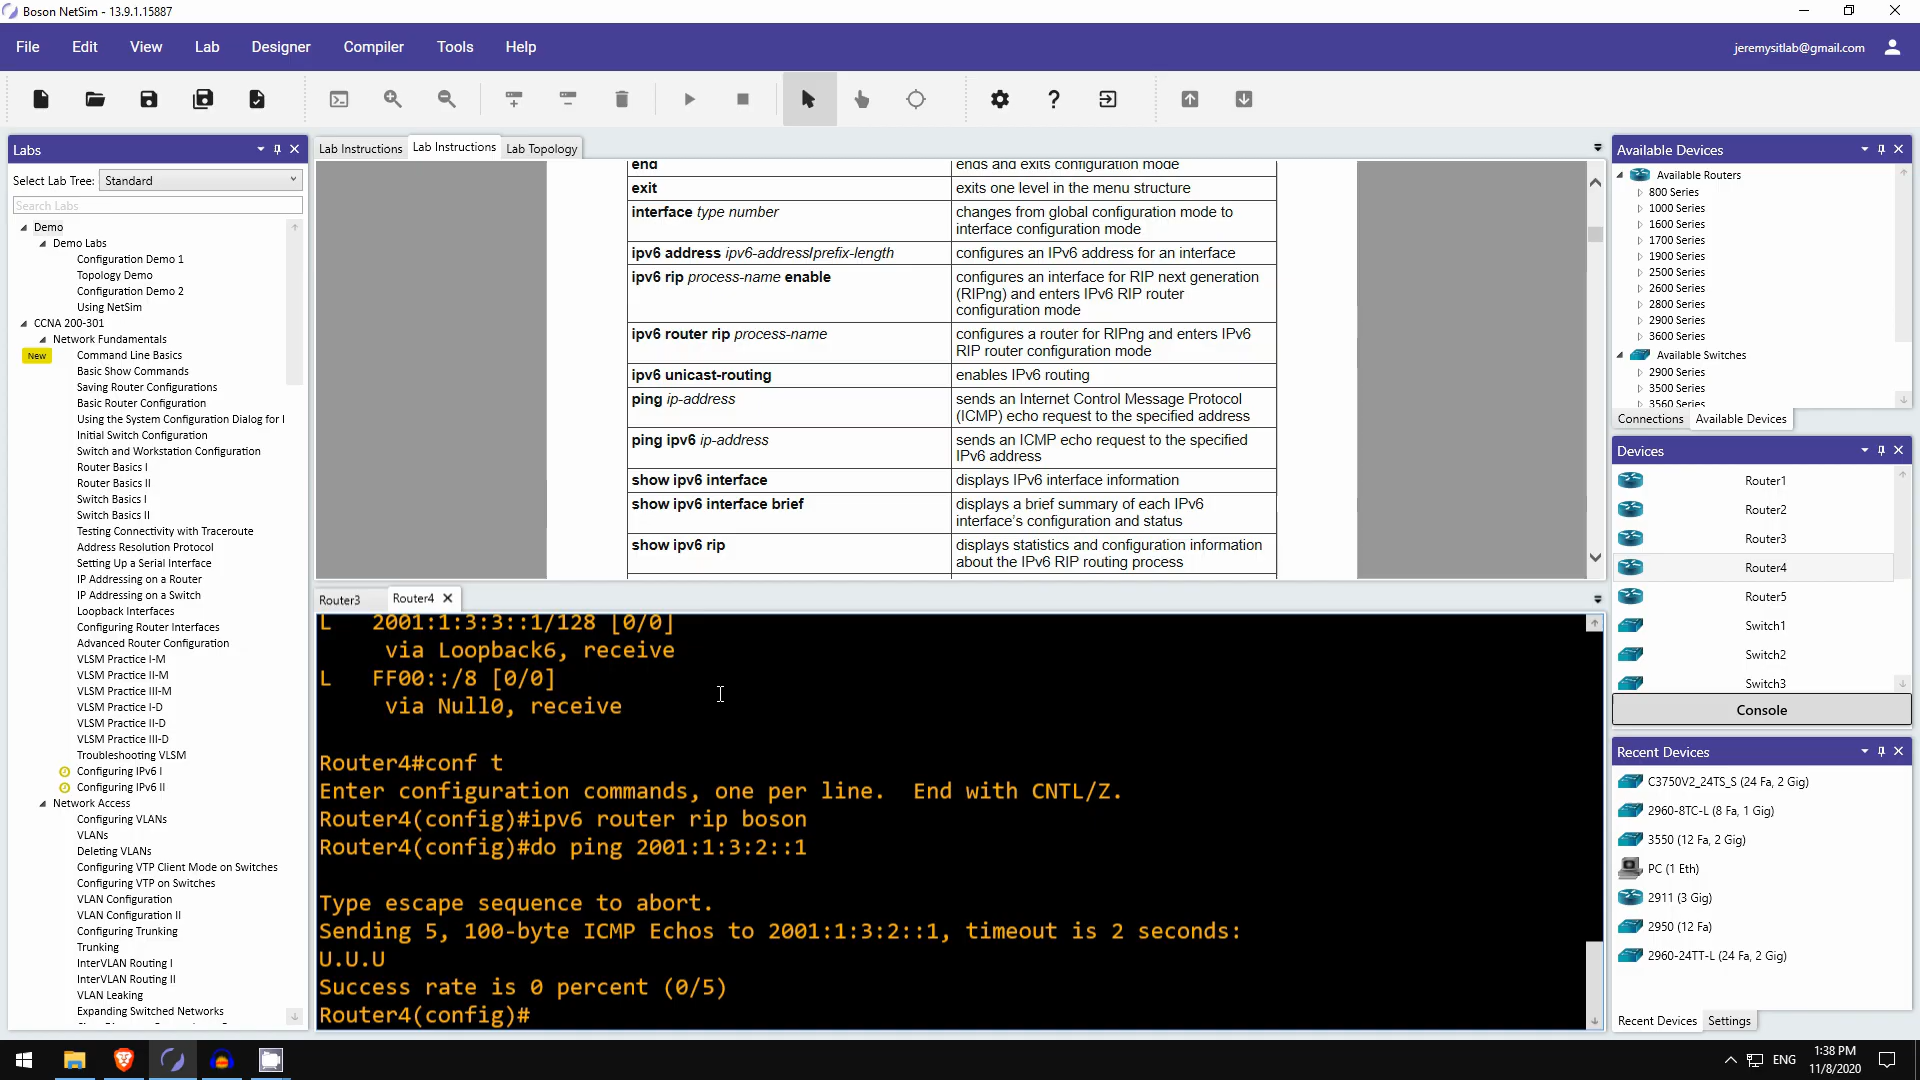 Boson NetSim - 13.9.1.15887
File Edit View Lab Designer Compiler Tools Help
jeremysitlab@gmail.com
Labs
Select Lab Tree: Standard
Search Labs
Demo
Demo Labs
Configuration Demo 1
Topology Demo
Configuration Demo 2
Using NetSim
CCNA 200-301
Network Fundamentals
New
Command Line Basics
Basic Show Commands
Saving Router Configurations
Basic Router Configuration
Using the System Configuration Dialog for I
Initial Switch Configuration
Switch and Workstation Configuration
Router Basics I
Router Basics II
Switch Basics I
Switch Basics II
Testing Connectivity with Traceroute
Address Resolution Protocol
Setting Up a Serial Interface
IP Addressing on a Router
IP Addressing on a Switch
Loopback Interfaces
Configuring Router Interfaces
Advanced Router Configuration
VLSM Practice I-M
VLSM Practice II-M
VLSM Practice III-M
VLSM Practice I-D
VLSM Practice II-D
VLSM Practice III-D
Troubleshooting VLSM
Configuring IPv6 I
Configuring IPv6 II
Network Access
Configuring VLANs
VLANs
Deleting VLANs
Configuring VTP Client Mode on Switches
Configuring VTP on Switches
VLAN Configuration
VLAN Configuration II
Configuring Trunking
Trunking
InterVLAN Routing I
InterVLAN Routing II
VLAN Leaking
Expanding Switched Networks
Lab Instructions Lab Instructions Lab Topology
end ends and exits configuration mode
exit exits one level in the menu structure
interface type number changes from global configuration mode to
interface configuration mode
ipv6 address ipv6-address/prefix-length configures an IPv6 address for an interface
ipv6 rip process-name enable configures an interface for RIP next generation
(RIPng) and enters IPv6 RIP router
configuration mode
ipv6 router rip process-name configures a router for RIPng and enters IPv6
RIP router configuration mode
ipv6 unicast-routing enables IPv6 routing
ping ip-address sends an Internet Control Message Protocol
(ICMP) echo request to the specified address
ping ipv6 ip-address sends an ICMP echo request to the specified
IPv6 address
show ipv6 interface displays IPv6 interface information
show ipv6 interface brief displays a brief summary of each IPv6
interface's configuration and status
show ipv6 rip displays statistics and configuration information
about the IPv6 RIP routing process
Router3 Router4
L 2001:1:3:3::1/128 [0/0]
via Loopback6, receive
L FF00::/8 [0/0]
via Null0, receive
Router4#conf t
Enter configuration commands, one per line. End with CNTL/Z.
Router4(config)#ipv6 router rip boson
Router4(config)#do ping 2001:1:3:2::1
Type escape sequence to abort.
Sending 5, 100-byte ICMP Echos to 2001:1:3:2::1, timeout is 2 seconds:
U.U.U
Success rate is 0 percent (0/5)
Router4(config)#
Available Devices
Available Routers
800 Series
1000 Series
1600 Series
1700 Series
1900 Series
2500 Series
2600 Series
2800 Series
2900 Series
3600 Series
Available Switches
2900 Series
3500 Series
3560 Series
Connections Available Devices
Devices
Router1
Router2
Router3
Router4
Router5
Switch1
Switch2
Switch3
Console
Recent Devices
C3750V2_24TS_S (24 Fa, 2 Gig)
2960-8TC-L (8 Fa, 1 Gig)
3550 (12 Fa, 2 Gig)
PC (1 Eth)
2911 (3 Gig)
2950 (12 Fa)
2960-24TT-L (24 Fa, 2 Gig)
Recent Devices Settings
ENG
1:38 PM
11/8/2020